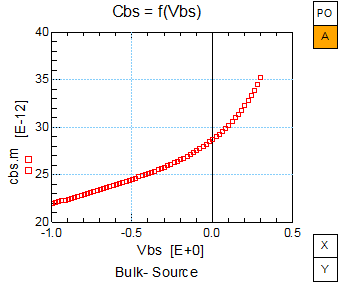 Cbs = f(Vbs)
PO
A
40
35
30
25
20
cbs.m [E-12]
-1.0
-0.5
0.0
0.5
Vbs [E+0]
Bulk- Source
X
Y